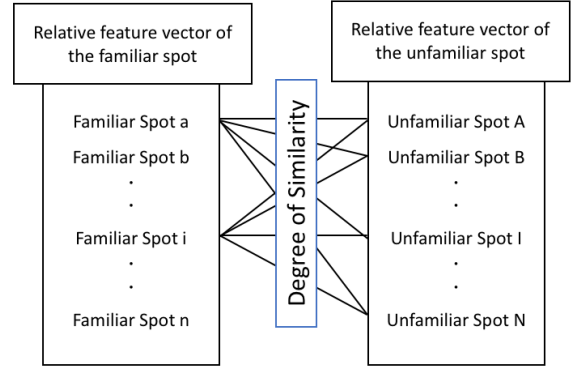 Relative feature vector of
the familiar spot
Familiar Spot a
Familiar Spot b
.
.
Familiar Spot i
.
.
Familiar Spot n
Degree of Similarity
Relative feature vector of
the unfamiliar spot
Unfamiliar Spot A
Unfamiliar Spot B
.
.
Unfamiliar Spot I
.
.
Unfamiliar Spot N